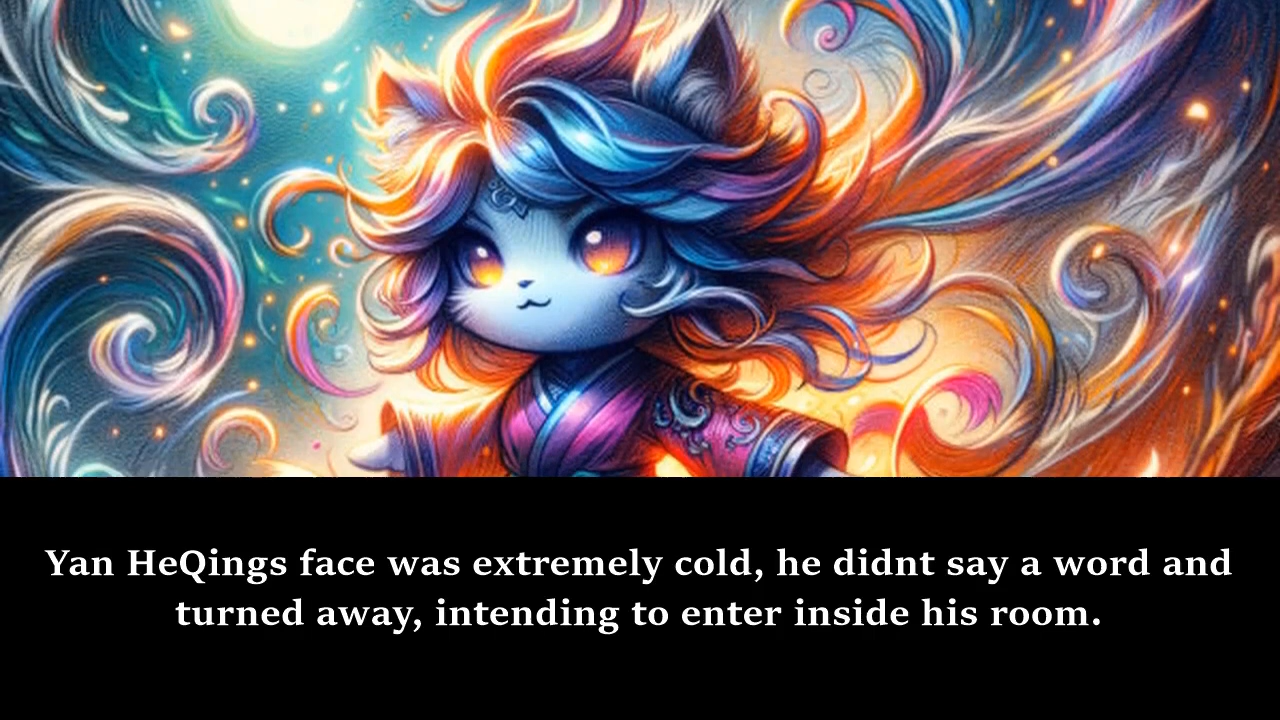 Yan HeQings face was extremely cold, he didnt say a word and
turned away, intending to enter inside his room.